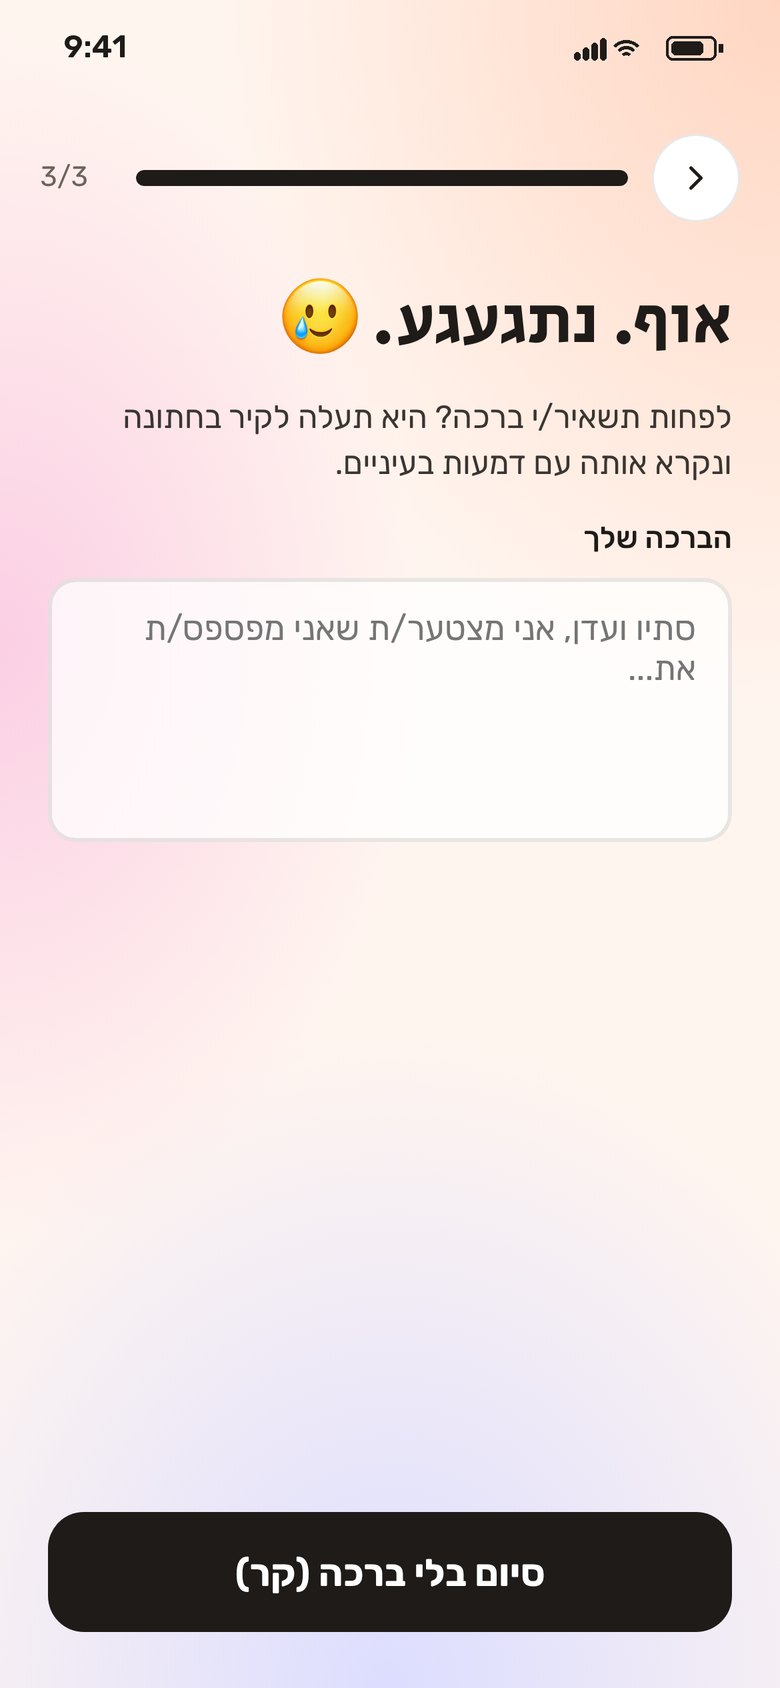 9:41
3/3
אוף. נתגעגע. 🥲
לפחות תשאיר/י ברכה? היא תעלה לקיר בחתונה
ונקרא אותה עם דמעות בעיניים.
הברכה שלך
סתיו ועדן, אני מצטער/ת שאני מפספס/ת
את...
סיום בלי ברכה (קר)